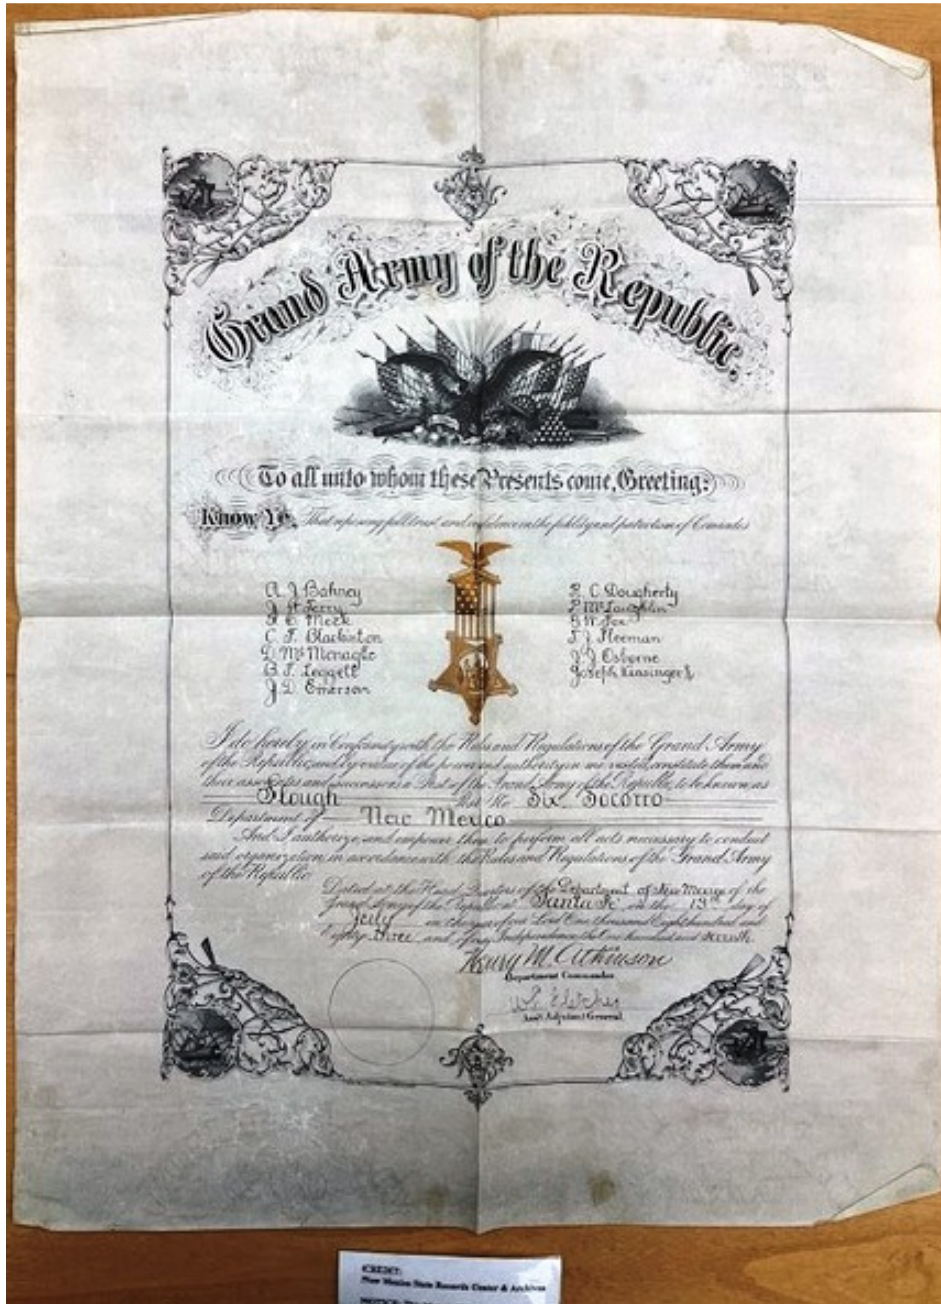 Grand Army of the Republic.
To all unto whom these Presents come, Greeting:
Know Ye, That reposing full trust and confidence in the fidelity and patriotism of Comrades
A. J. Bahney
J. H. Terry
Meek
C. F. Blackinton
D. McMonagle
B. F. Leggett
J. D. Emerson
Dougherty
P. McLaughlin
G. W. Fox
Fleeman
J. J. Osborne
Joseph
I do hereby in Conformity with the Rules and Regulations of the Grand Army
of the Republic, and by virtue of the power and authority in me vested, constitute them and
their associates and successors a Post of the Grand Army of the Republic, to be known as
Slough Post No Six Socorro
Department of New Mexico
And I authorize and empower them to perform all acts necessary to conduct
said organization in accordance with the Rules and Regulations of the Grand Army
of the Republic
Dated at the Head Quarters of the Department of New Mexico of the
Grand Army of the Republic at Santa Fe on the 13th day of
July in the year of our Lord One thousand Eight hundred and
Eighty three and of our Independence the One hundred and seventh
Henry M. Atkinson
Department Commander
Fletcher
Ass't Adjutant General.
CREDIT:
New Mexico State Records Center & Archives